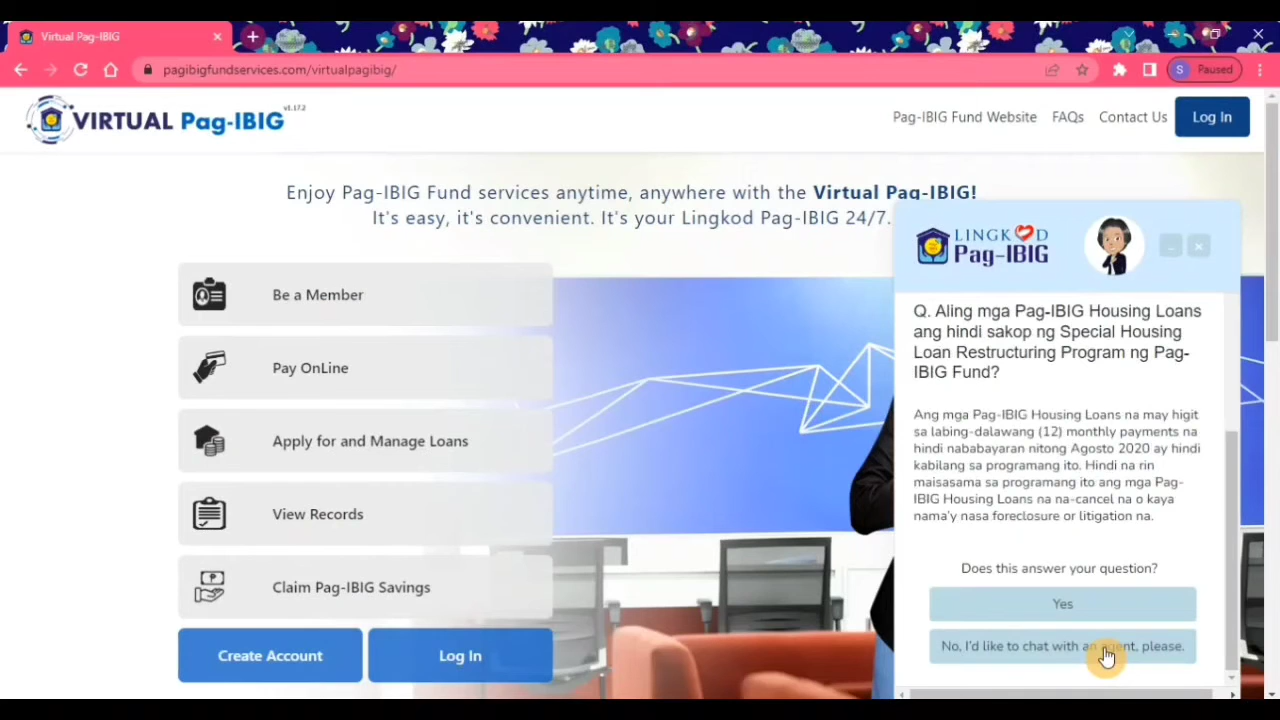 Virtual Pag-IBIG
pagibigfundservices.com/virtualpagibig/
S Paused
VIRTUAL Pag-IBIG v1.17.2
Pag-IBIG Fund Website FAQs Contact Us Log In
Enjoy Pag-IBIG Fund services anytime, anywhere with the Virtual Pag-IBIG!
It's easy, it's convenient. It's your Lingkod Pag-IBIG 24/7.
Be a Member
Pay OnLine
Apply for and Manage Loans
View Records
Claim Pag-IBIG Savings
Create Account Log In
LINGKOD
Pag-IBIG
Q. Aling mga Pag-IBIG Housing Loans
ang hindi sakop ng Special Housing
Loan Restructuring Program ng Pag-
IBIG Fund?
Ang mga Pag-IBIG Housing Loans na may higit
sa labing-dalawang (12) monthly payments na
hindi nababayaran nitong Agosto 2020 ay hindi
kabilang sa programang ito. Hindi na rin
maisasama sa programang ito ang mga Pag-
IBIG Housing Loans na na-cancel na o kaya
nama'y nasa foreclosure or litigation na.
Does this answer your question?
Yes
No, I'd like to chat with an agent, please.